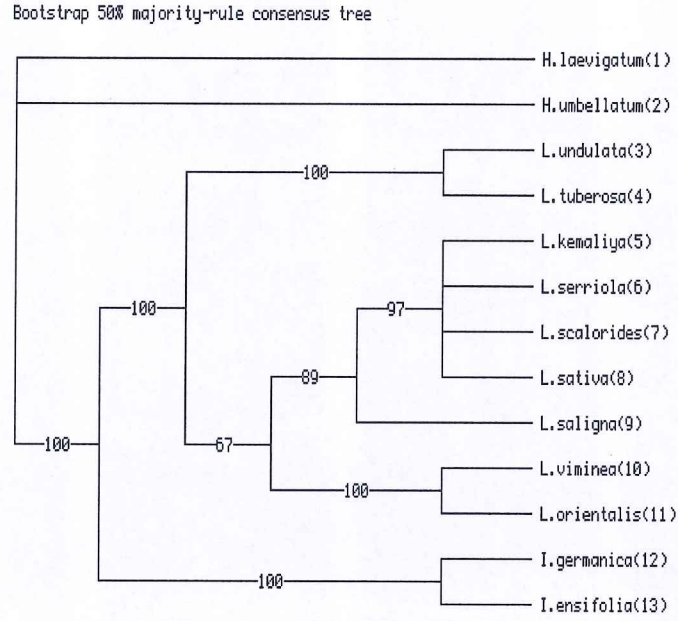 Bootstrap 50% majority-rule consensus tree
H.laevigatum(1)
H.umbellatum(2)
L.undulata(3)
100
L.tuberosa(4)
L.kemaliya(5)
L.serriola(6)
100
97
L.scalorides(7)
89
L.sativa(8)
L.saligna(9)
100
67
L.viminea(10)
100
L.orientalis(11)
I.germanica(12)
100
I.ensifolia(13)